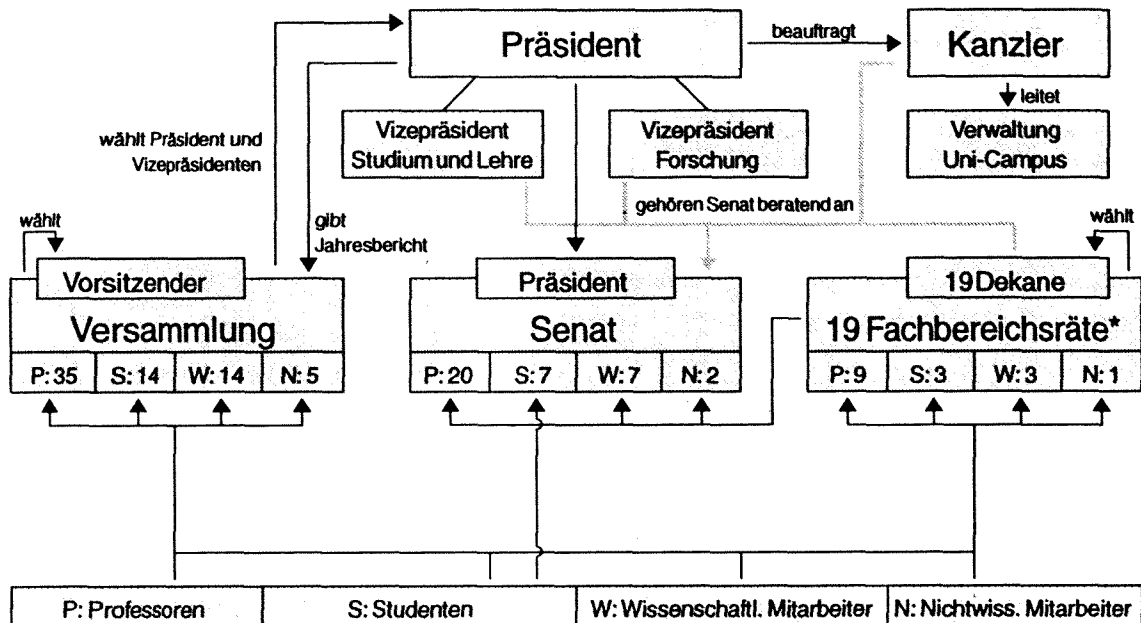 Präsident
beauftragt
Kanzler
leitet
Verwaltung
Uni-Campus
Vizepräsident
Studium und Lehre
Vizepräsident
Forschung
wählt Präsident und
Vizepräsidenten
gibt
Jahresbericht
gehören Senat beratend an
wählt
Vorsitzender
Versammlung
P: 35 S: 14 W: 14 N: 5
Präsident
Senat
P: 20 S: 7 W: 7 N: 2
wählt
19 Dekane
19 Fachbereichsräte*
P: 9 S: 3 W: 3 N: 1
P: Professoren S: Studenten W: Wissenschaftl. Mitarbeiter N: Nichtwiss. Mitarbeiter